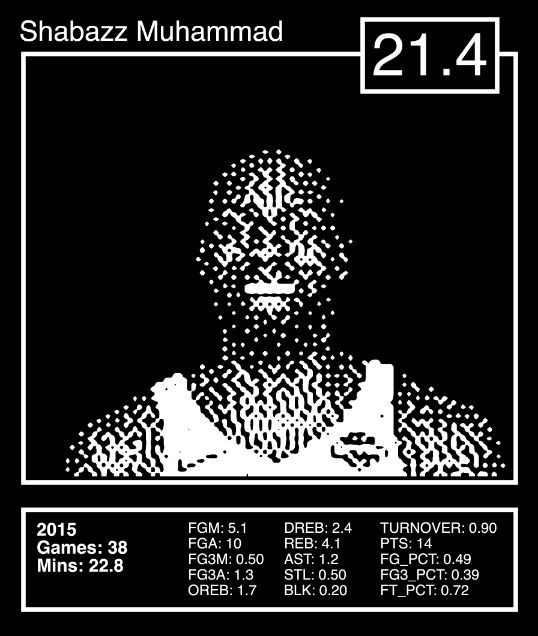 Shabazz Muhammad
21.4
2015
Games: 38
Mins: 22.8
FGM: 5.1
FGA: 10
FG3M: 0.50
FG3A: 1.3
OREB: 1.7
DREB: 2.4
REB: 4.1
AST: 1.2
STL: 0.50
BLK: 0.20
TURNOVER: 0.90
PTS: 14
FG_PCT: 0.49
FG3_PCT: 0.39
FT_PCT: 0.72